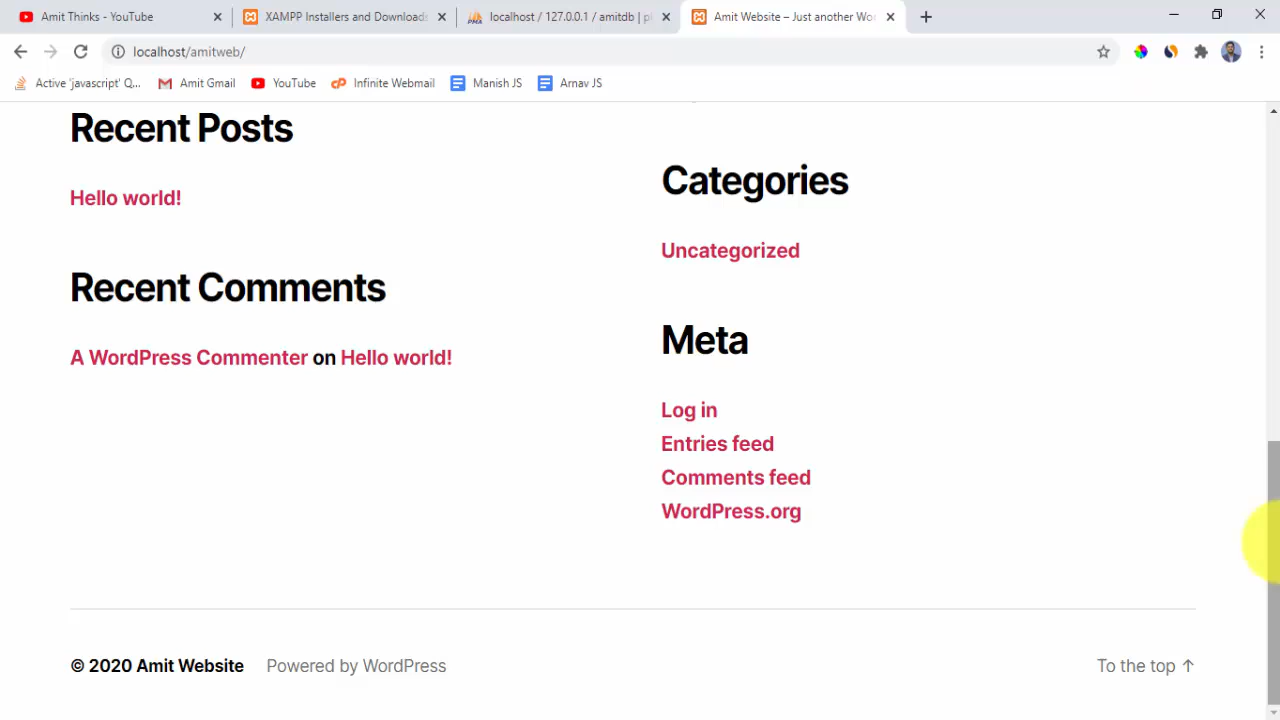 Amit Thinks - YouTube
XAMPP Installers and Downloads
localhost / 127.0.0.1 / amitdb | p
Amit Website – Just another Wo
localhost/amitweb/
Active 'javascript' Q...
Amit Gmail
YouTube
Infinite Webmail
Manish JS
Arnav JS
Recent Posts
Hello world!
Recent Comments
A WordPress Commenter on Hello world!
Categories
Uncategorized
Meta
Log in
Entries feed
Comments feed
WordPress.org
© 2020 Amit Website
Powered by WordPress
To the top ↑